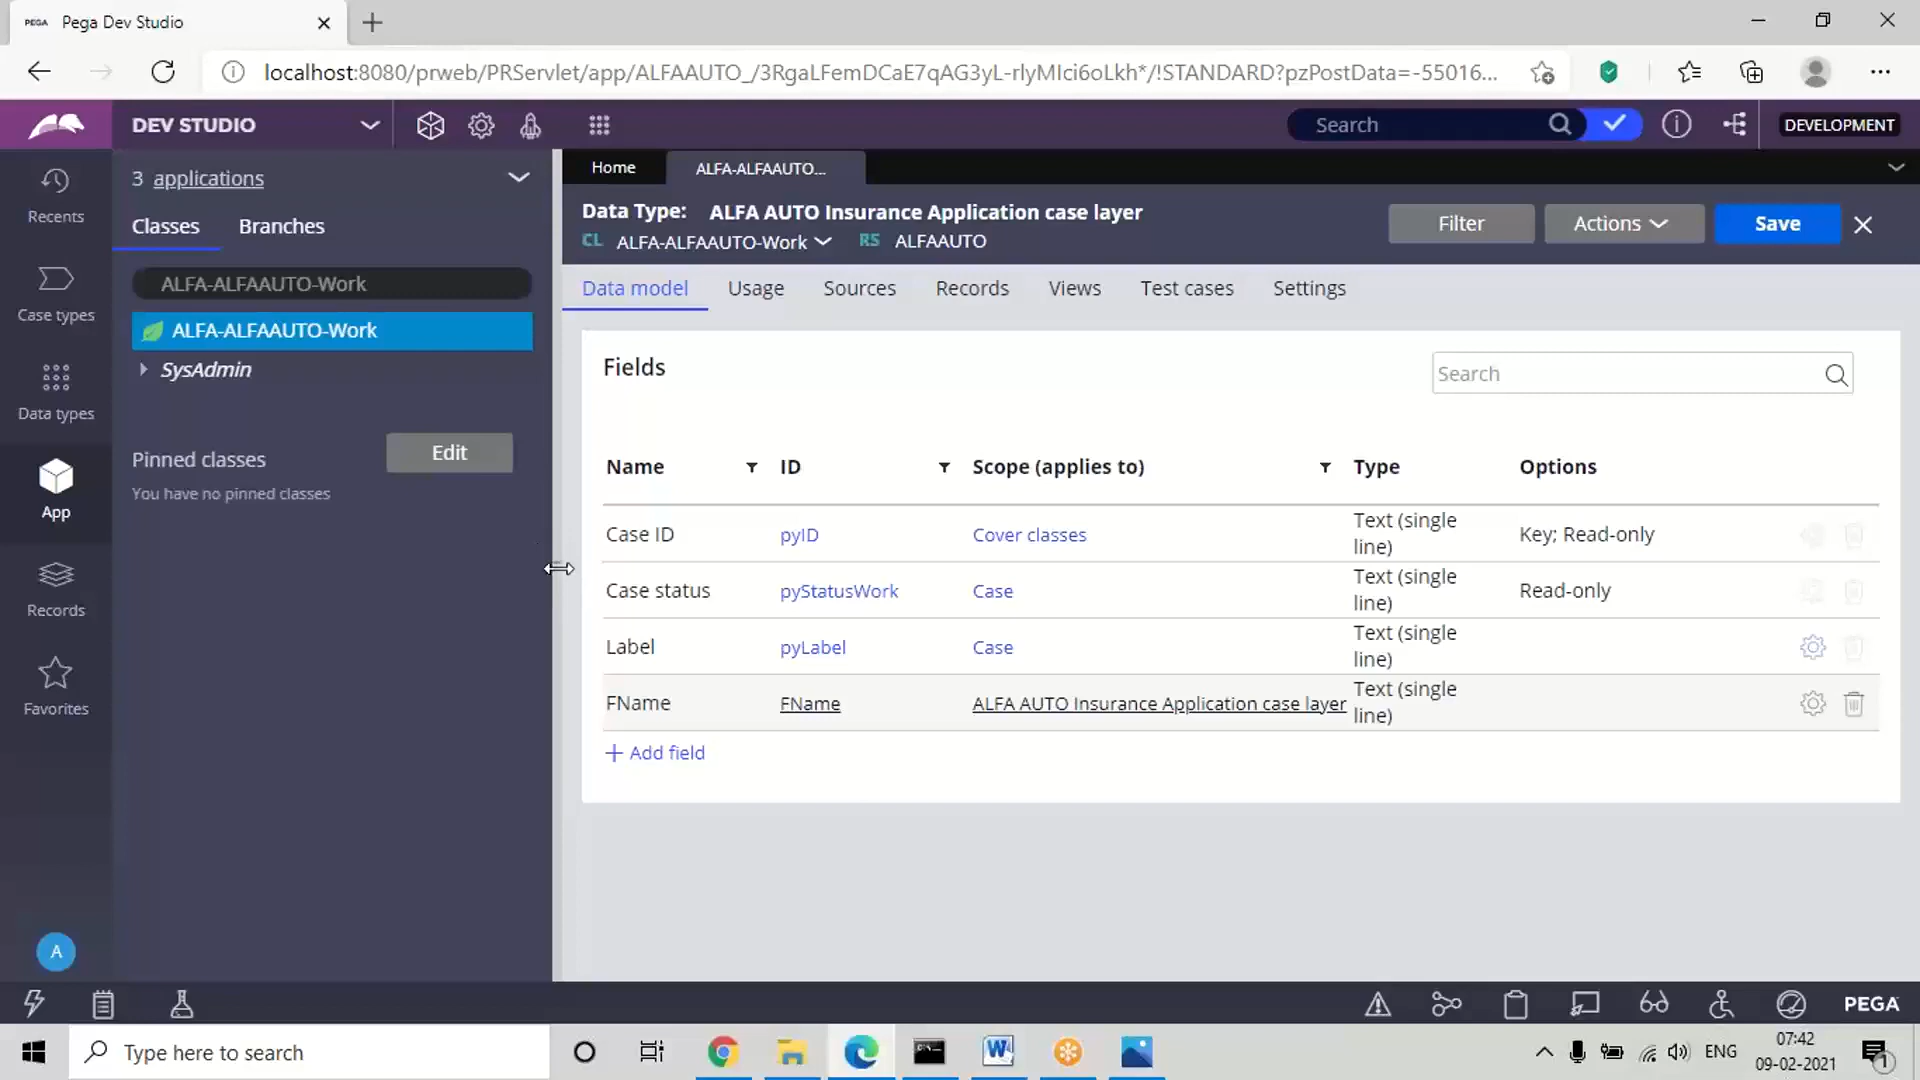 PEGA Pega Dev Studio
localhost:8080/prweb/PRServlet/app/ALFAAUTO_/3RgaLFemDCaE7qAG3yL-rlyMIci6oLkh*/!STANDARD?pzPostData=-55016...
DEV STUDIO
Search
DEVELOPMENT
Recents
Case types
Data types
App
Records
Favorites
A
3 applications
Classes Branches
ALFA-ALFAAUTO-Work
ALFA-ALFAAUTO-Work
SysAdmin
Pinned classes Edit
You have no pinned classes
Home ALFA-ALFAAUTO...
Data Type: ALFA AUTO Insurance Application case layer
CL ALFA-ALFAAUTO-Work RS ALFAAUTO
Filter Actions Save
Data model Usage Sources Records Views Test cases Settings
Fields
Search
Name ID Scope (applies to) Type Options
Case ID pyID Cover classes Text (single line) Key; Read-only
Case status pyStatusWork Case Text (single line) Read-only
Label pyLabel Case Text (single line)
FName FName ALFA AUTO Insurance Application case layer Text (single line)
+ Add field
PEGA
Type here to search
W
ENG
07:42
09-02-2021
1